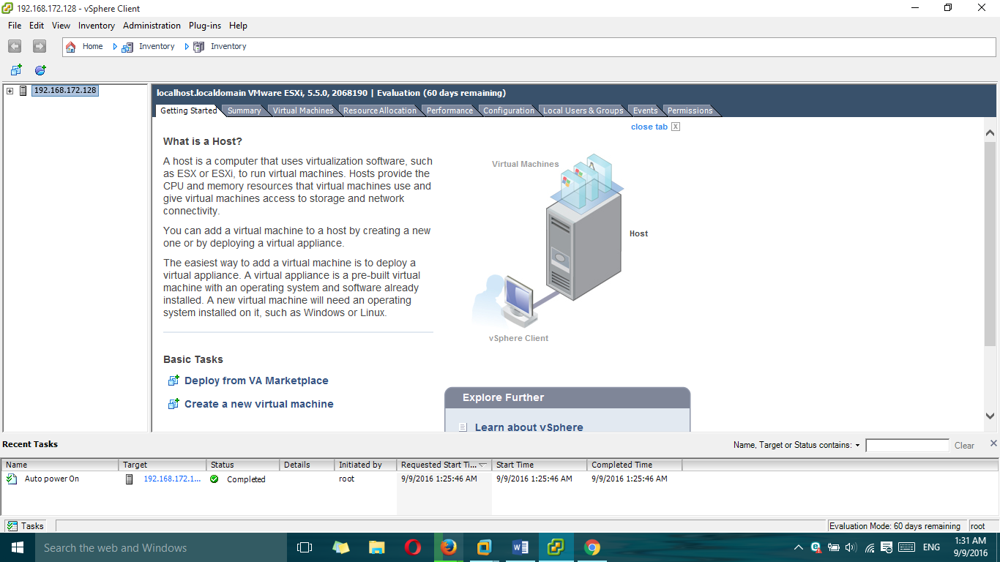 192.168.172.128 - vSphere Client
File Edit View Inventory Administration Plug-ins Help
Home Inventory Inventory
192.168.172.128
localhost.localdomain VMware ESXi, 5.5.0, 2068190 | Evaluation (60 days remaining)
Getting Started Summary Virtual Machines Resource Allocation Performance Configuration Local Users & Groups Events Permissions
close tab X
What is a Host?
A host is a computer that uses virtualization software, such
as ESX or ESXi, to run virtual machines. Hosts provide the
CPU and memory resources that virtual machines use and
give virtual machines access to storage and network
connectivity.
You can add a virtual machine to a host by creating a new
one or by deploying a virtual appliance.
The easiest way to add a virtual machine is to deploy a
virtual appliance. A virtual appliance is a pre-built virtual
machine with an operating system and software already
installed. A new virtual machine will need an operating
system installed on it, such as Windows or Linux.
Virtual Machines
Host
vSphere Client
Basic Tasks
Deploy from VA Marketplace
Create a new virtual machine
Explore Further
Learn about vSphere
Recent Tasks
Name, Target or Status contains: Clear
Name Target Status Details Initiated by Requested Start Ti... Start Time Completed Time
Auto power On 192.168.172.1... Completed root 9/9/2016 1:25:46 AM 9/9/2016 1:25:46 AM 9/9/2016 1:25:46 AM
Tasks Evaluation Mode: 60 days remaining root
Search the web and Windows
ENG
1:31 AM
9/9/2016